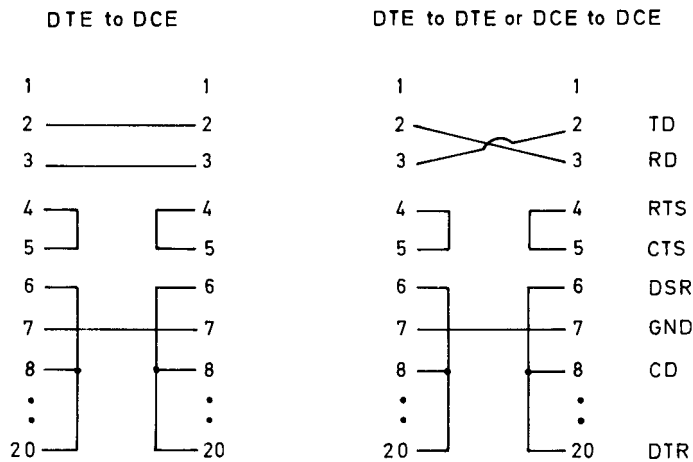 DTE to DCE DTE to DTE or DCE to DCE
1 1 1 1
2 2 2 2 TD
3 3 3 3 RD
4 4 4 4 RTS
5 5 5 5 CTS
6 6 6 6 DSR
7 7 7 7 GND
8 8 8 8 CD
20 20 20 20 DTR